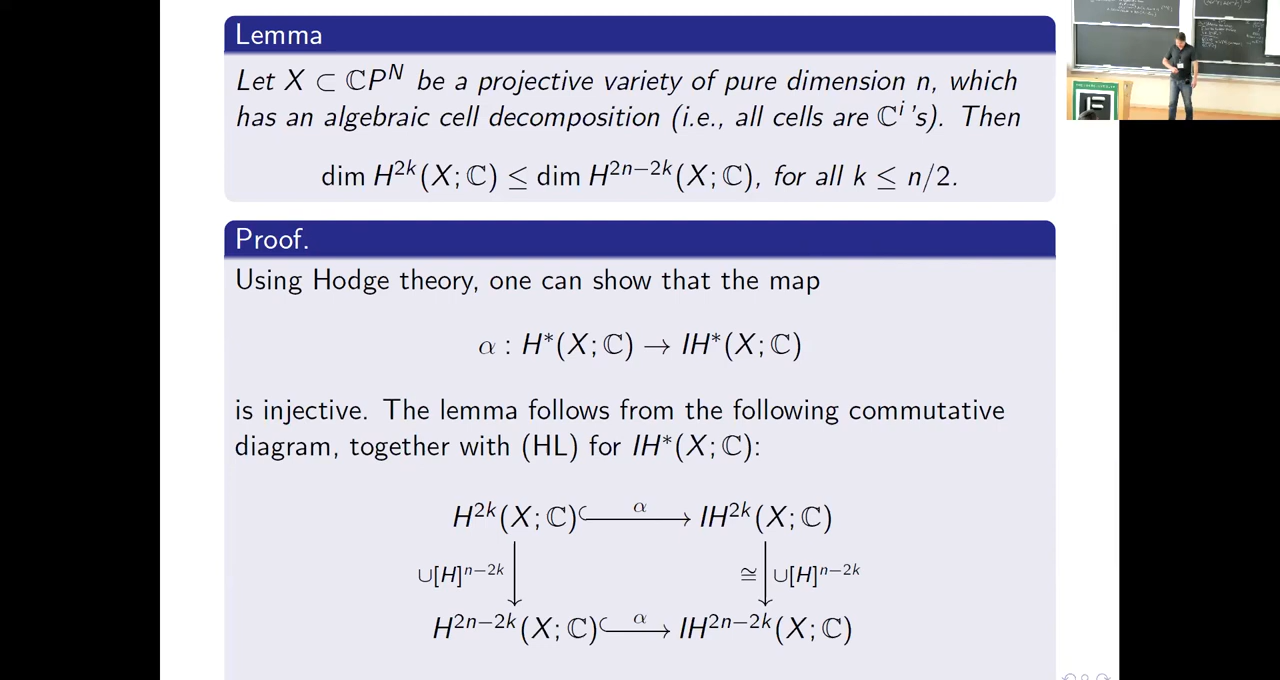 Lemma
Let X ⊂ ℂP^N be a projective variety of pure dimension n, which
has an algebraic cell decomposition (i.e., all cells are ℂ^i's). Then
dim H^{2k}(X; ℂ) ≤ dim H^{2n−2k}(X; ℂ), for all k ≤ n/2.
Proof.
Using Hodge theory, one can show that the map
α : H*(X; ℂ) → IH*(X; ℂ)
is injective. The lemma follows from the following commutative
diagram, together with (HL) for IH*(X; ℂ):
H^{2k}(X; ℂ) α IH^{2k}(X; ℂ)
∪[H]^{n−2k} ≅ ∪[H]^{n−2k}
H^{2n−2k}(X; ℂ) α IH^{2n−2k}(X; ℂ)